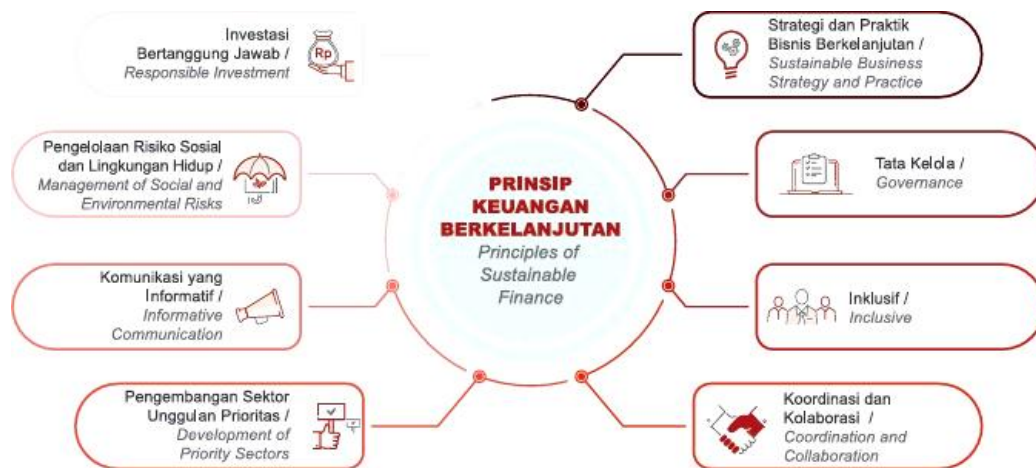 Investasi
Bertanggung Jawab /
Responsible Investment
Rp
Pengelolaan Risiko Sosial
dan Lingkungan Hidup /
Management of Social and
Environmental Risks
Komunikasi yang
Informatif /
Informative
Communication
Pengembangan Sektor
Unggulan Prioritas /
Development of
Priority Sectors
PRINSIP
KEUANGAN
BERKELANJUTAN
Principles of
Sustainable
Finance
Strategi dan Praktik
Bisnis Berkelanjutan /
Sustainable Business
Strategy and Practice
Tata Kelola /
Governance
Inklusif /
Inclusive
Koordinasi dan
Kolaborasi /
Coordination and
Collaboration